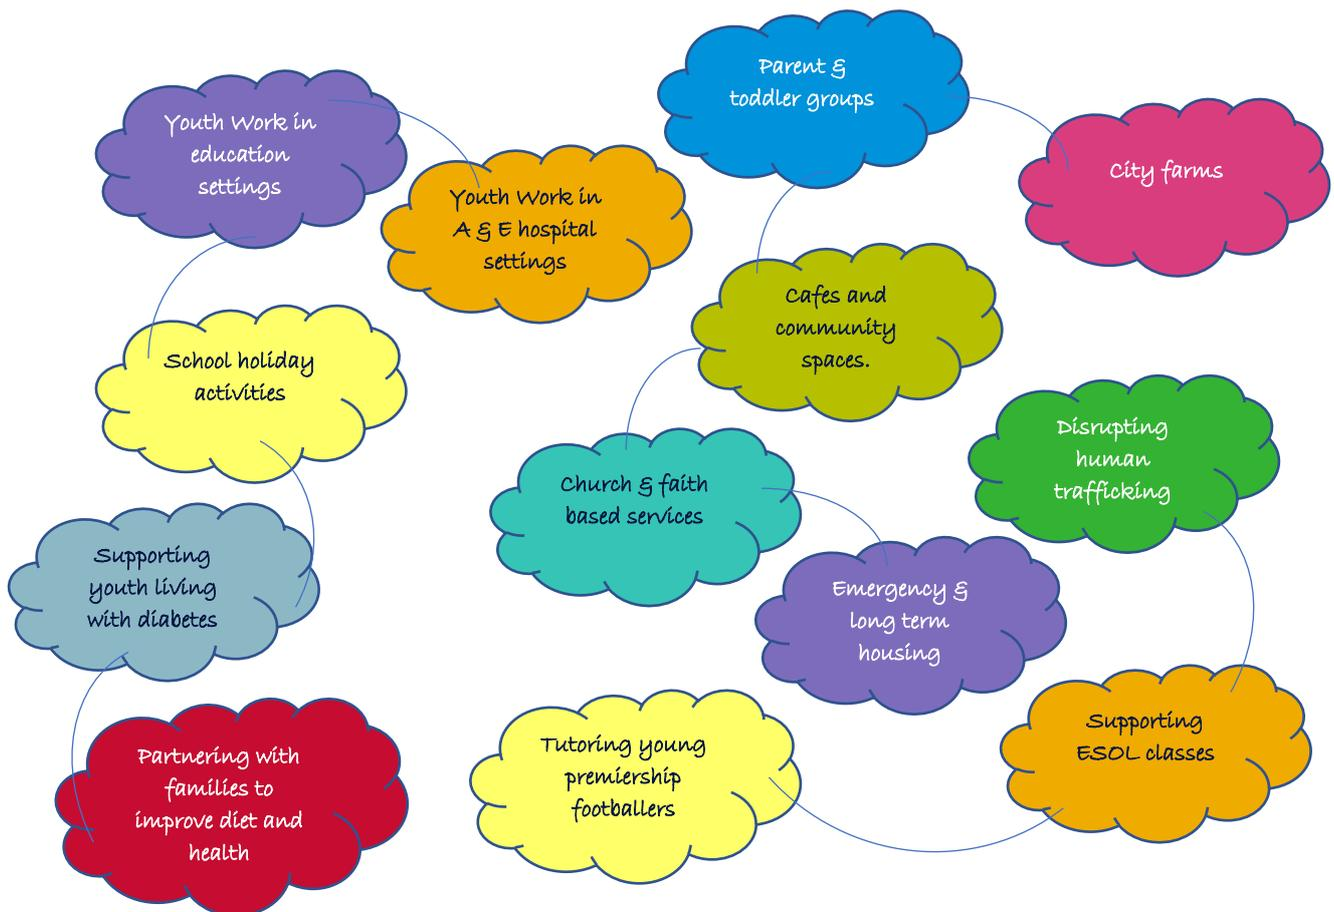 Parent &
toddler groups
Youth Work in
education
settings
City farms
Youth Work in
A & E hospital
settings
Cafes and
community
spaces.
School holiday
activities
Disrupting
human
trafficking
Church & faith
based services
Supporting
youth living
with diabetes
Emergency &
long term
housing
Supporting
ESOL classes
Tutoring young
premiership
footballers
Partnering with
families to
improve diet and
health